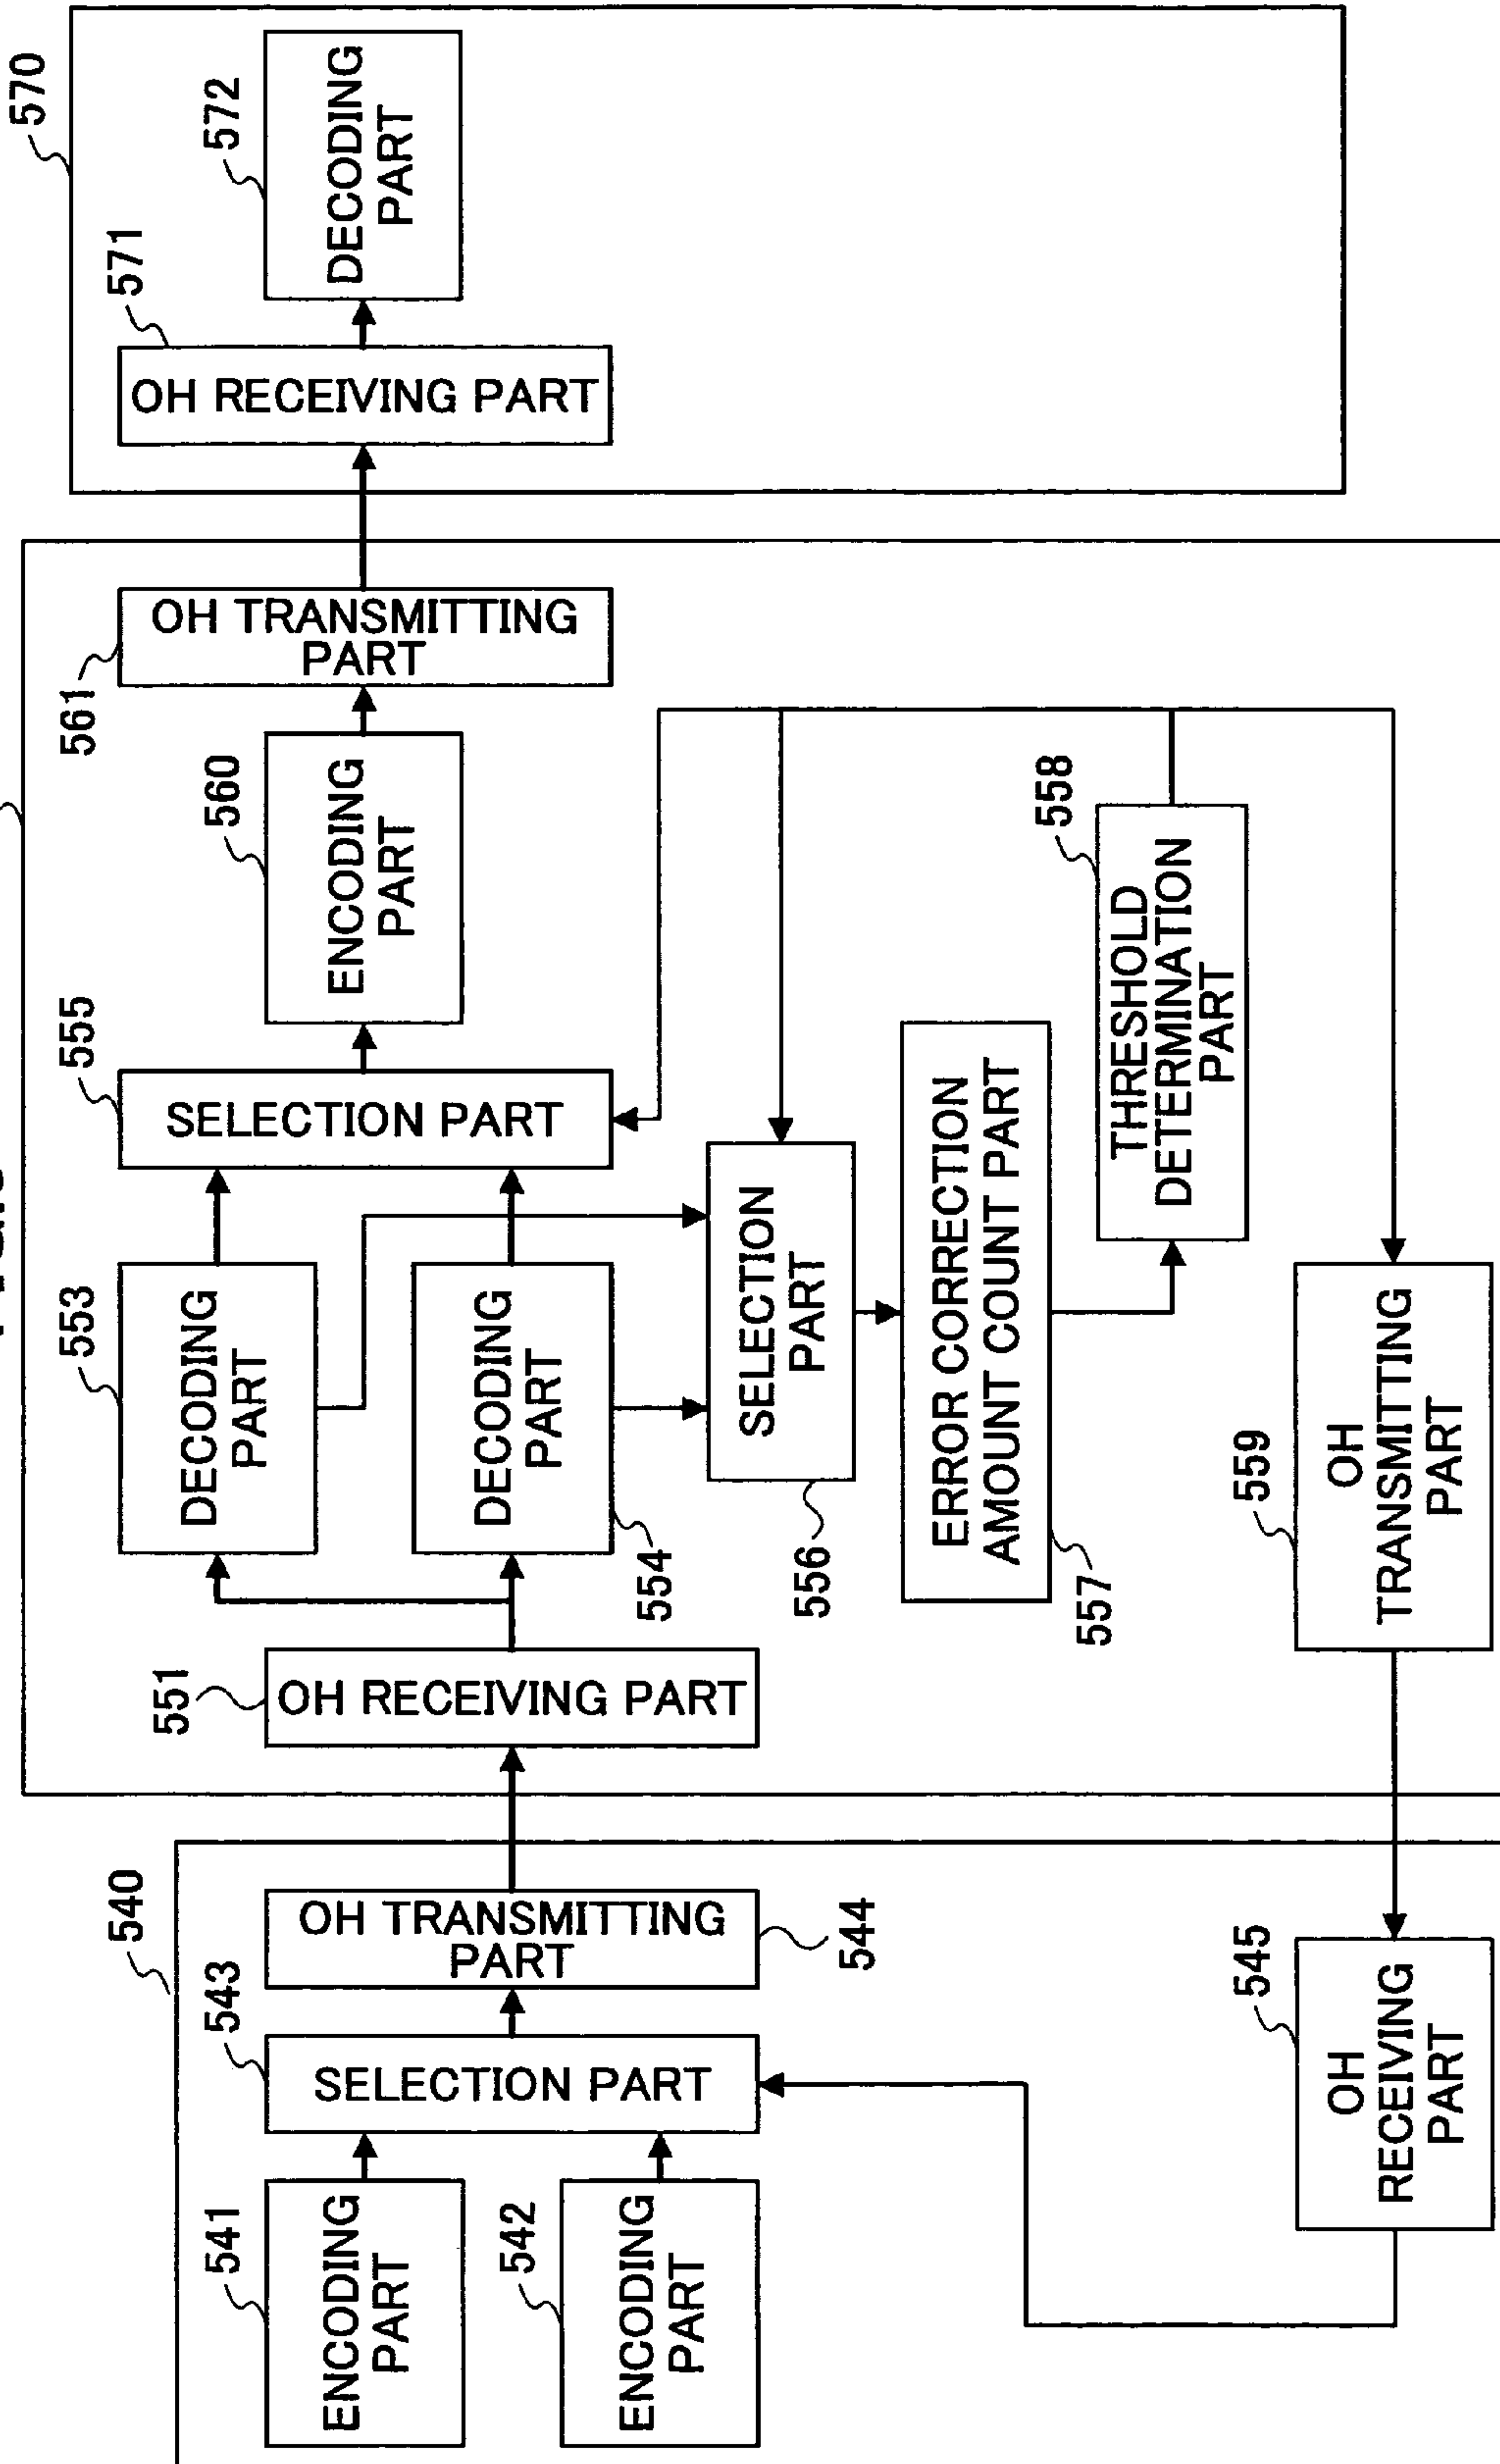 540
541
ENCODING
PART
542
ENCODING
PART
543
SELECTION PART
OH TRANSMITTING
PART
544
545
OH
RECEIVING
PART
551
OH RECEIVING PART
553
DECODING
PART
DECODING
PART
554
555
SELECTION PART
SELECTION
PART
556
ERROR CORRECTION
AMOUNT COUNT PART
557
558
THRESHOLD
DETERMINATION
PART
559
OH
TRANSMITTING
PART
560
ENCODING
PART
561
OH TRANSMITTING
PART
570
571
OH RECEIVING PART
572
DECODING
PART